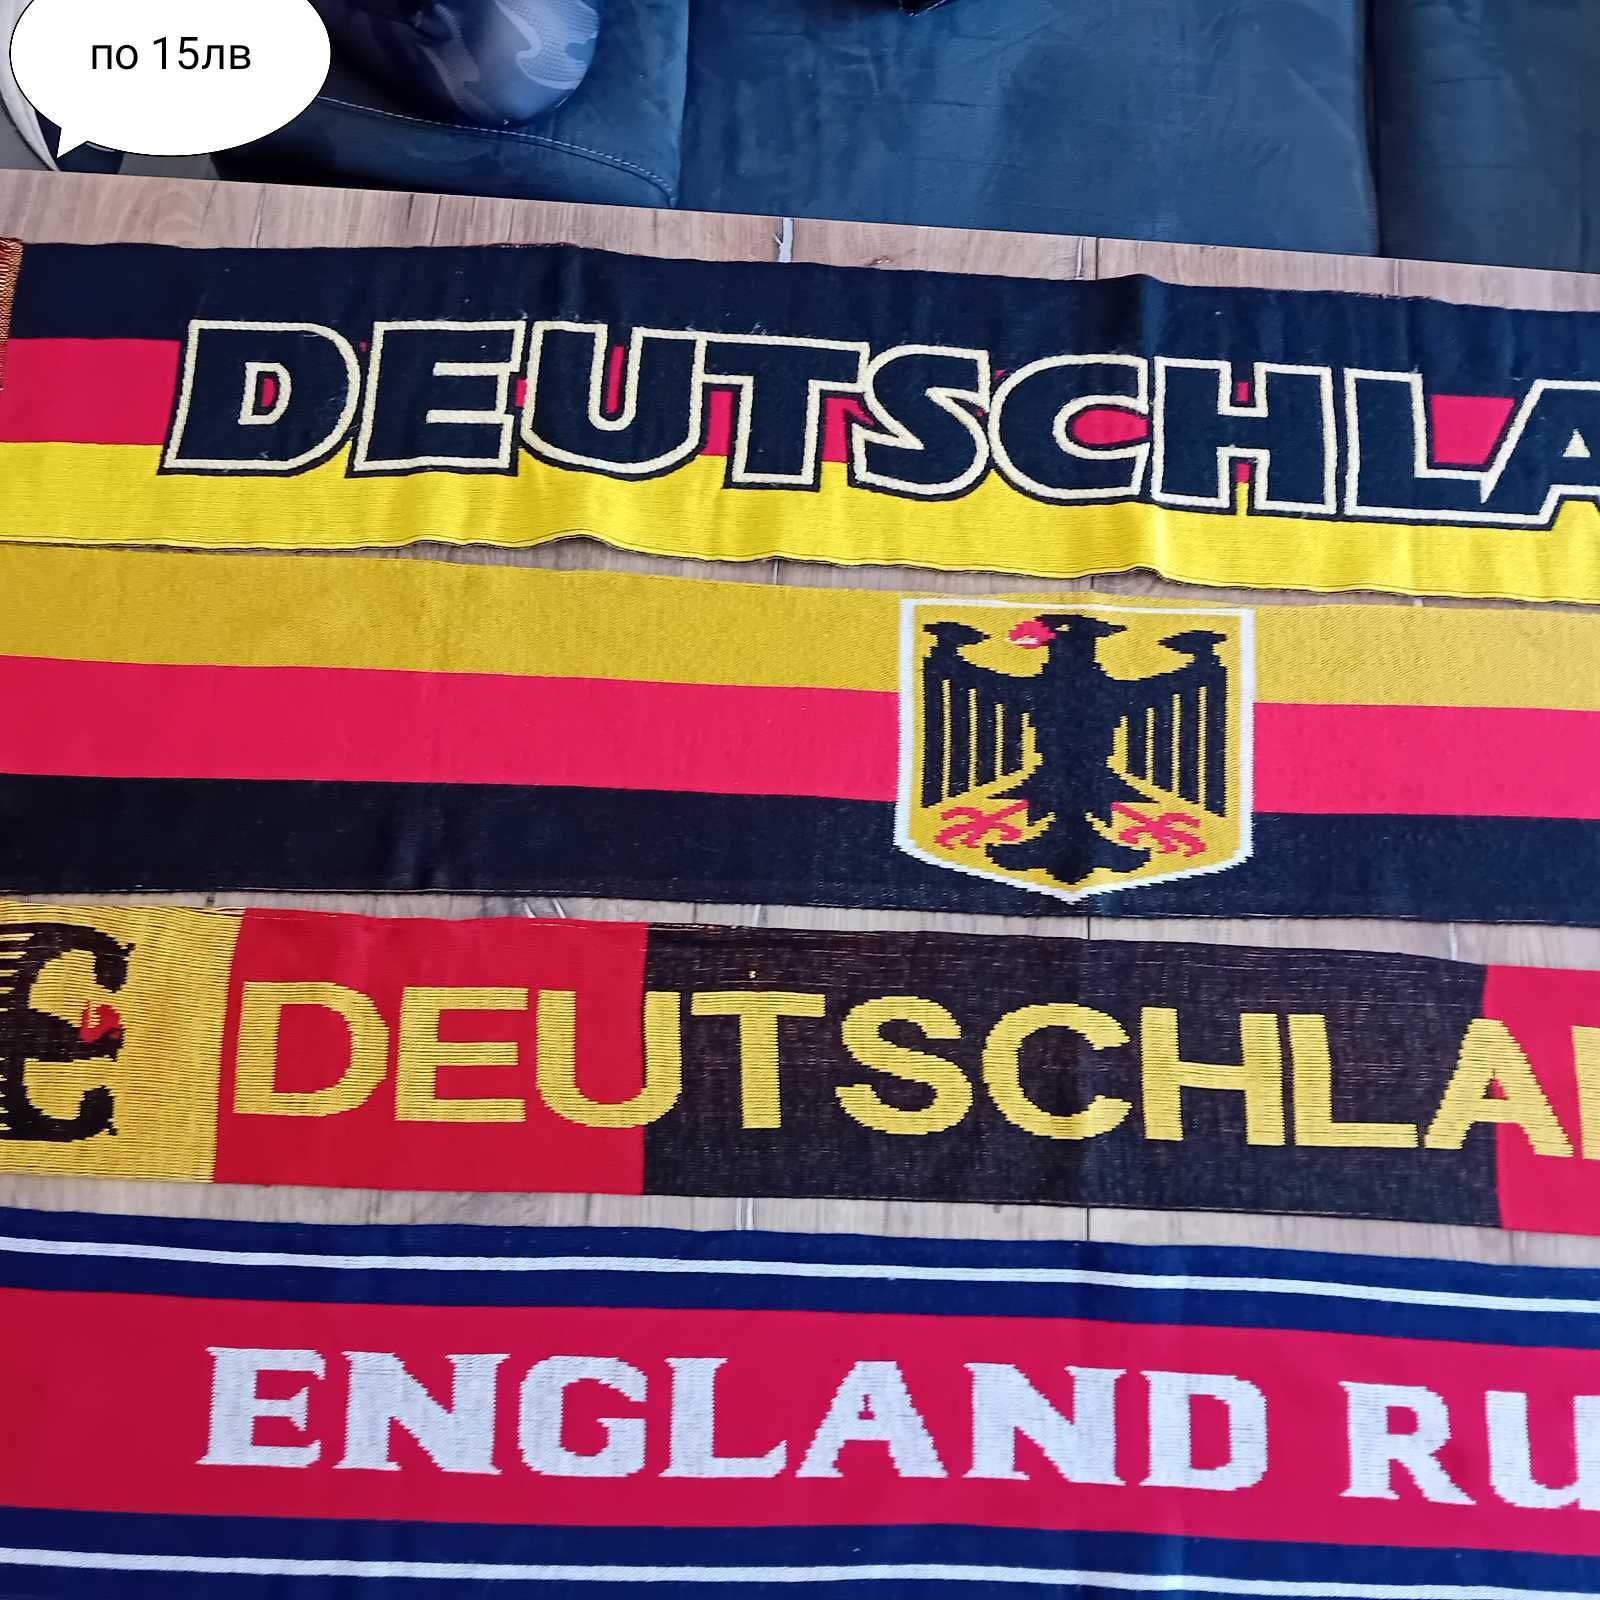 по 15лв
DEUTSCHLA
DEUTSCHLA
ENGLAND RU